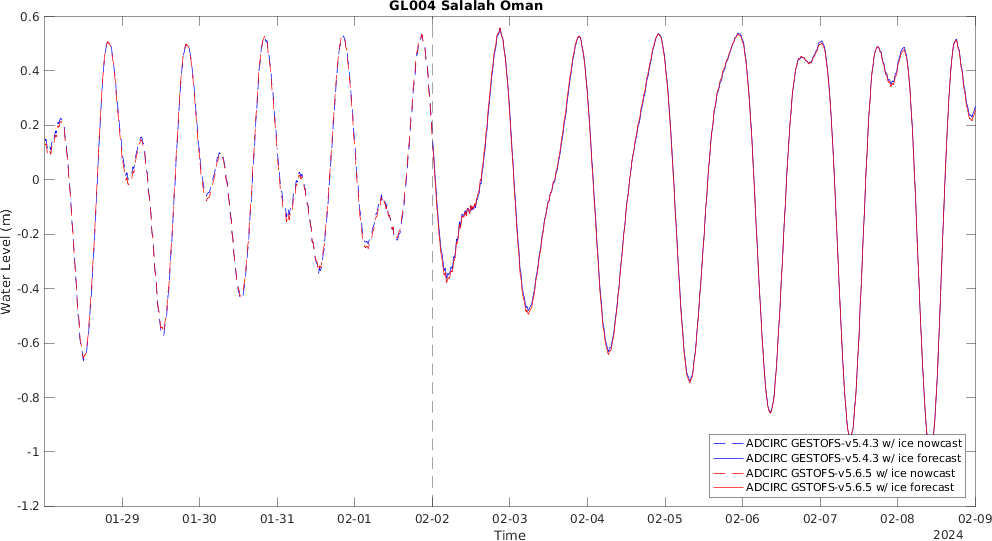 GL004 Salalah Oman
0.6
0.4
0.2
0
-0.2
-0.4
-0.6
-0.8
-1
-1.2
Water Level (m)
ADCIRC GESTOFS-v5.4.3 w/ ice nowcast
ADCIRC GESTOFS-v5.4.3 w/ ice forecast
ADCIRC GSTOFS-v5.6.5 w/ ice nowcast
ADCIRC GSTOFS-v5.6.5 w/ ice forecast
01-29 01-30 01-31 02-01 02-02 02-03 02-04 02-05 02-06 02-07 02-08 02-09
Time
2024